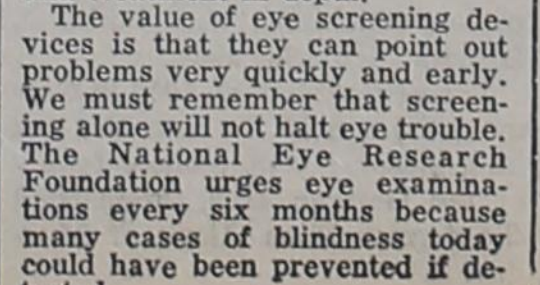 The value of eye screening de-
vices is that they can point out
problems very quickly and early.
We must remember that screen-
ing alone will not halt eye trouble.
The National Eye Research
Foundation urges eye examina-
tions every six months because
many cases of blindness today
could have been prevented if de-